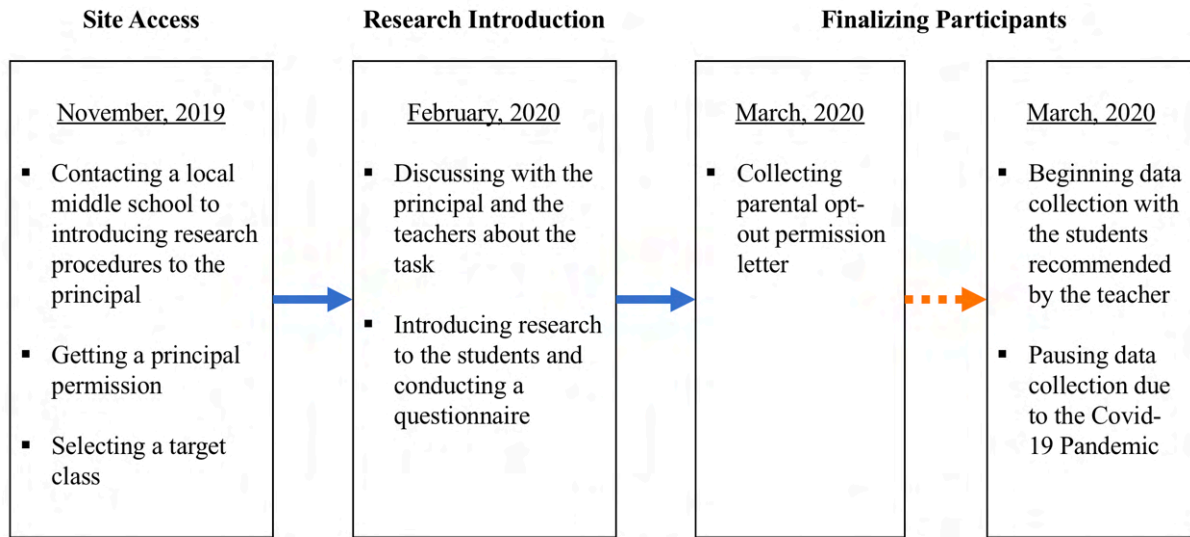 Site Access
November, 2019
▪ Contacting a local
middle school to
introducing research
procedures to the
principal
▪ Getting a principal
permission
▪ Selecting a target
class
Research Introduction
February, 2020
▪ Discussing with the
principal and the
teachers about the
task
▪ Introducing research
to the students and
conducting a
questionnaire
Finalizing Participants
March, 2020
▪ Collecting
parental opt-
out permission
letter
March, 2020
▪ Beginning data
collection with
the students
recommended
by the teacher
▪ Pausing data
collection due
to the Covid-
19 Pandemic